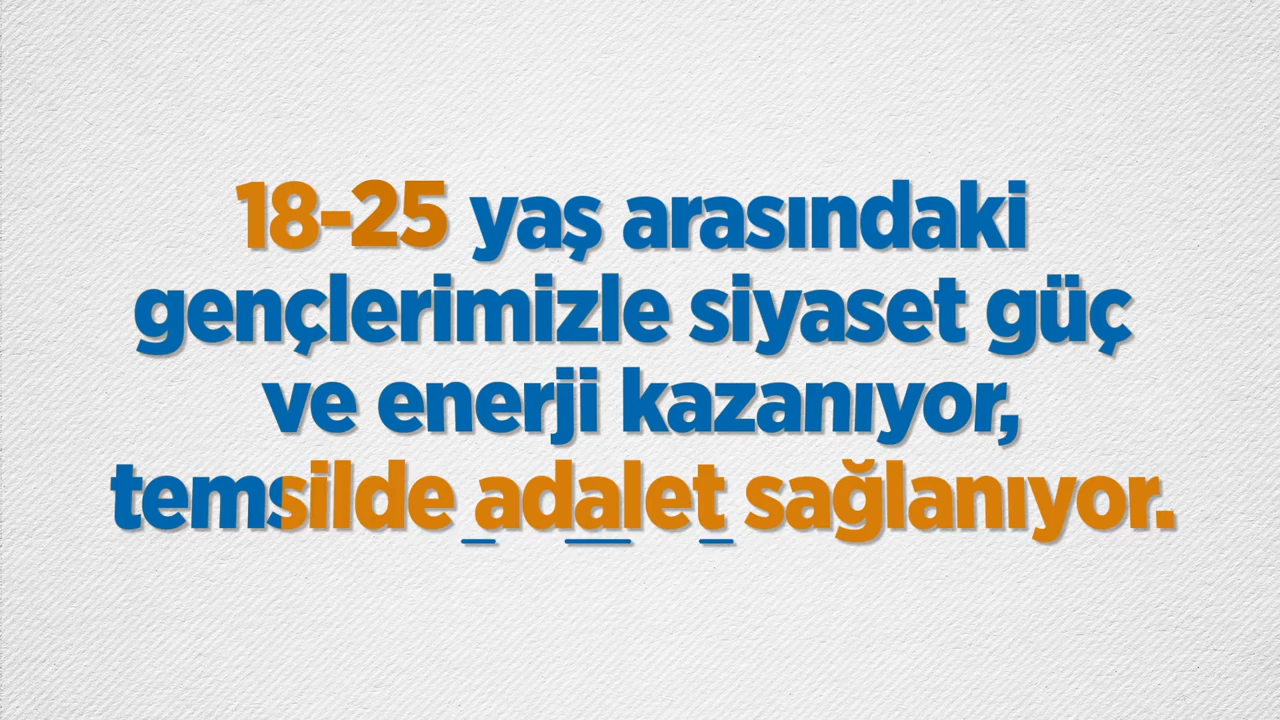 18-25 yaş arasındaki
gençlerimizle siyaset güç
ve enerji kazanıyor,
temsilde adalet sağlanıyor.